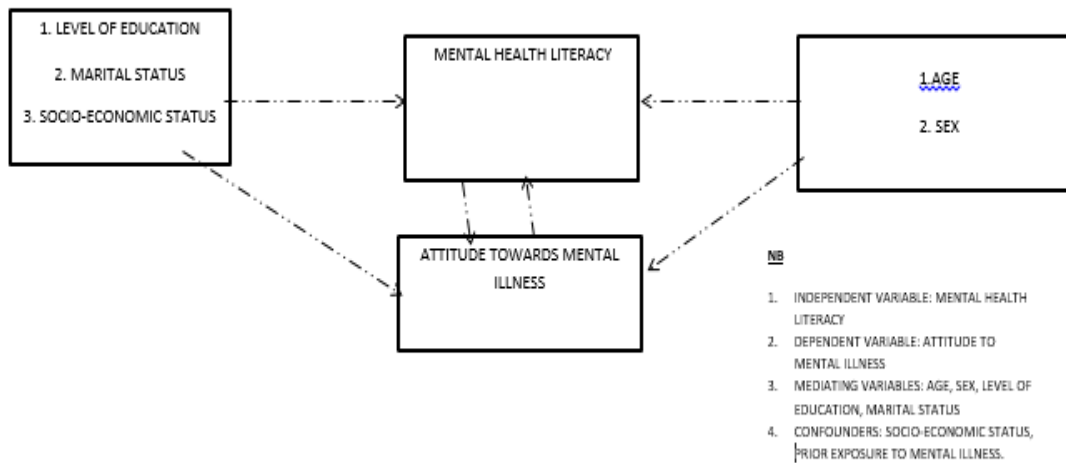 1. LEVEL OF EDUCATION
2. MARITAL STATUS
3. SOCIO-ECONOMIC STATUS
MENTAL HEALTH LITERACY
1.AGE
2. SEX
ATTITUDE TOWARDS MENTAL
ILLNESS
NB
1. INDEPENDENT VARIABLE: MENTAL HEALTH
LITERACY
2. DEPENDENT VARIABLE: ATTITUDE TO
MENTAL ILLNESS
3. MEDIATING VARIABLES: AGE, SEX, LEVEL OF
EDUCATION, MARITAL STATUS
4. CONFOUNDERS: SOCIO-ECONOMIC STATUS,
PRIOR EXPOSURE TO MENTAL ILLNESS.